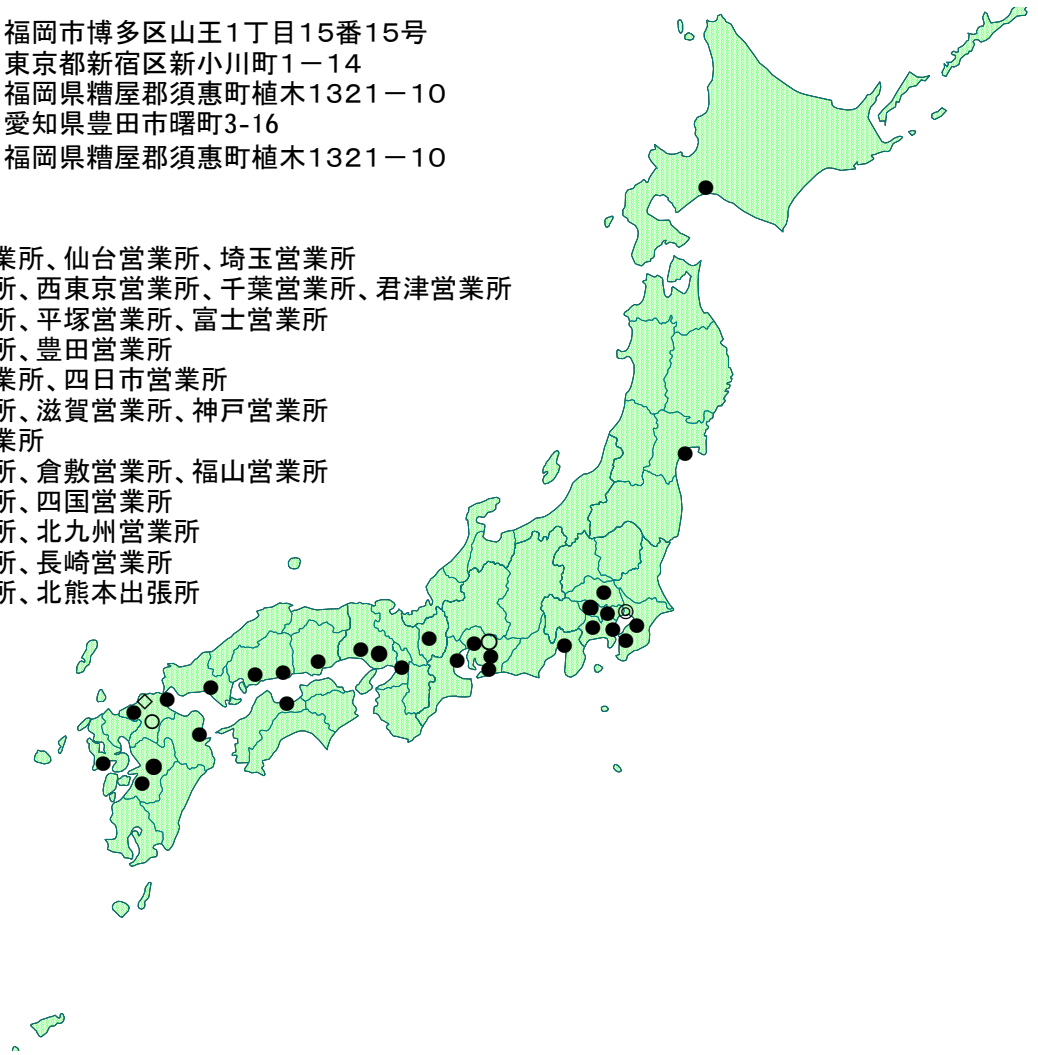 福岡市博多区山王１丁目１５番１５号
東京都新宿区新小川町１－１４
福岡県糟屋郡須惠町植木１３２１－１０
愛知県豊田市曙町3-16
福岡県糟屋郡須惠町植木１３２１－１０
業所、仙台営業所、埼玉営業所
所、西東京営業所、千葉営業所、君津営業所
所、平塚営業所、富士営業所
所、豊田営業所
業所、四日市営業所
所、滋賀営業所、神戸営業所
業所
所、倉敷営業所、福山営業所
所、四国営業所
所、北九州営業所
所、長崎営業所
所、北熊本出張所